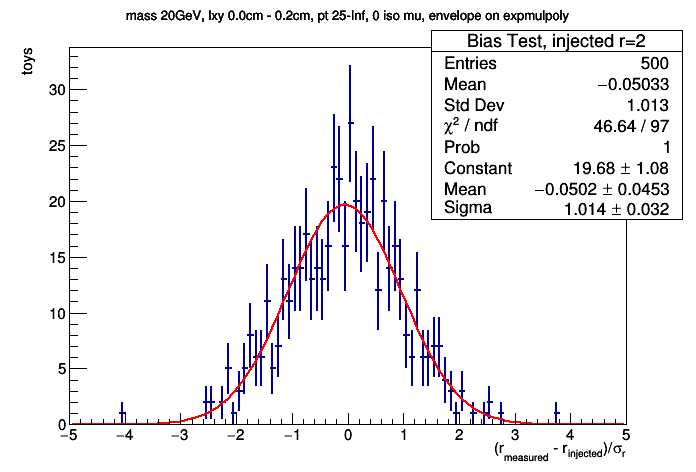 mass 20GeV, lxy 0.0cm - 0.2cm, pt 25-Inf, 0 iso mu, envelope on expmulpoly
toys
Bias Test, injected r=2
Entries 500
Mean −0.05033
Std Dev 1.013
χ² / ndf 46.64 / 97
Prob 1
Constant 19.68 ± 1.08
Mean −0.0502 ± 0.0453
Sigma 1.014 ± 0.032
30
25
20
15
10
5
0
−5 −4 −3 −2 −1 0 1 2 3 4 5
(r_measured - r_injected)/σ_r